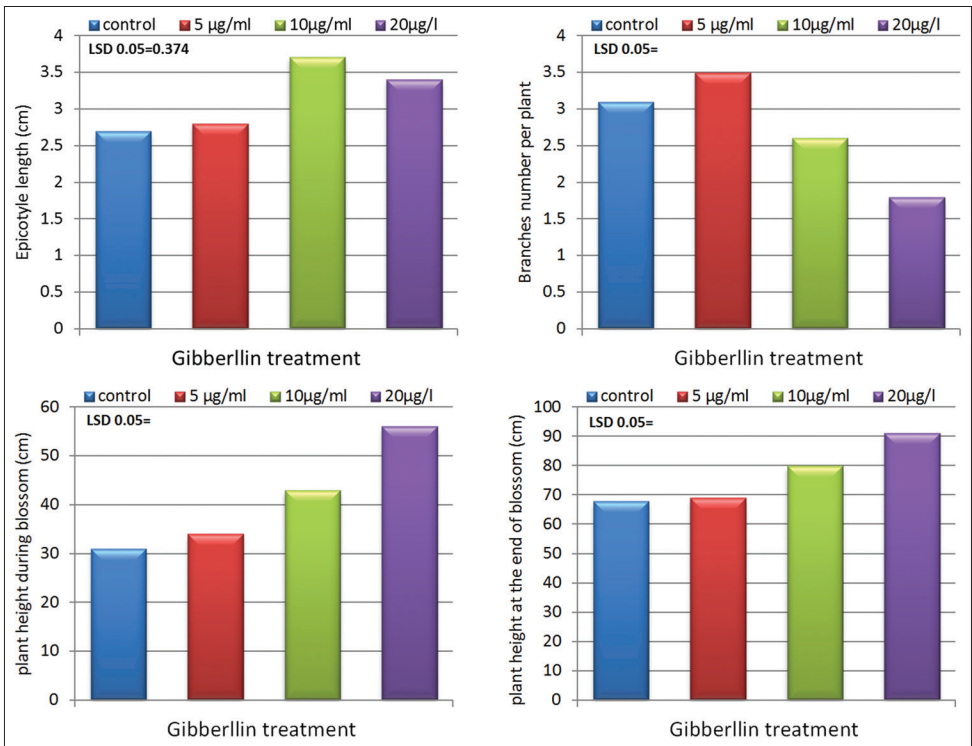 control 5 µg/ml 10µg/ml 20µg/l
LSD 0.05=0.374
Epicotyle length (cm)
4
3.5
3
2.5
2
1.5
1
0.5
0
Gibberllin treatment
control 5 µg/ml 10µg/ml 20µg/l
LSD 0.05=
Branches number per plant
4
3.5
3
2.5
2
1.5
1
0.5
0
Gibberllin treatment
control 5 µg/ml 10µg/ml 20µg/l
LSD 0.05=
plant height during blossom (cm)
60
50
40
30
20
10
0
Gibberllin treatment
control 5 µg/ml 10µg/ml 20µg/l
LSD 0.05=
plant height at the end of blossom (cm)
100
90
80
70
60
50
40
30
20
10
0
Gibberllin treatment